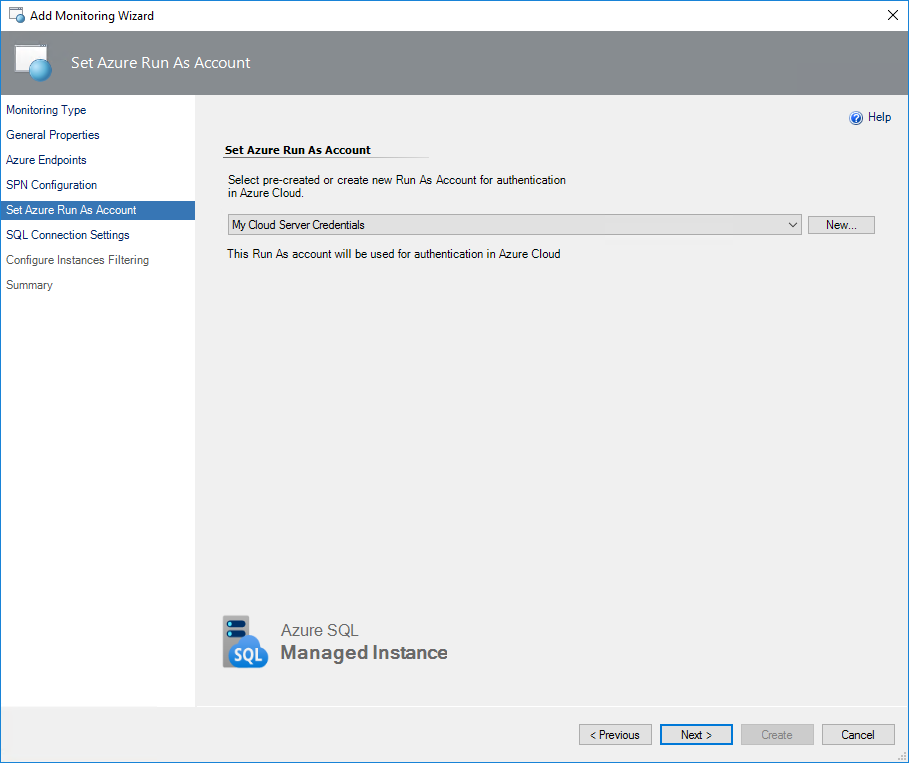 Add Monitoring Wizard
Set Azure Run As Account
Monitoring Type
General Properties
Azure Endpoints
SPN Configuration
Set Azure Run As Account
SQL Connection Settings
Configure Instances Filtering
Summary
Help
Set Azure Run As Account
Select pre-created or create new Run As Account for authentication
in Azure Cloud.
My Cloud Server Credentials
New...
This Run As account will be used for authentication in Azure Cloud
SQL
Azure SQL
Managed Instance
< Previous
Next >
Create
Cancel